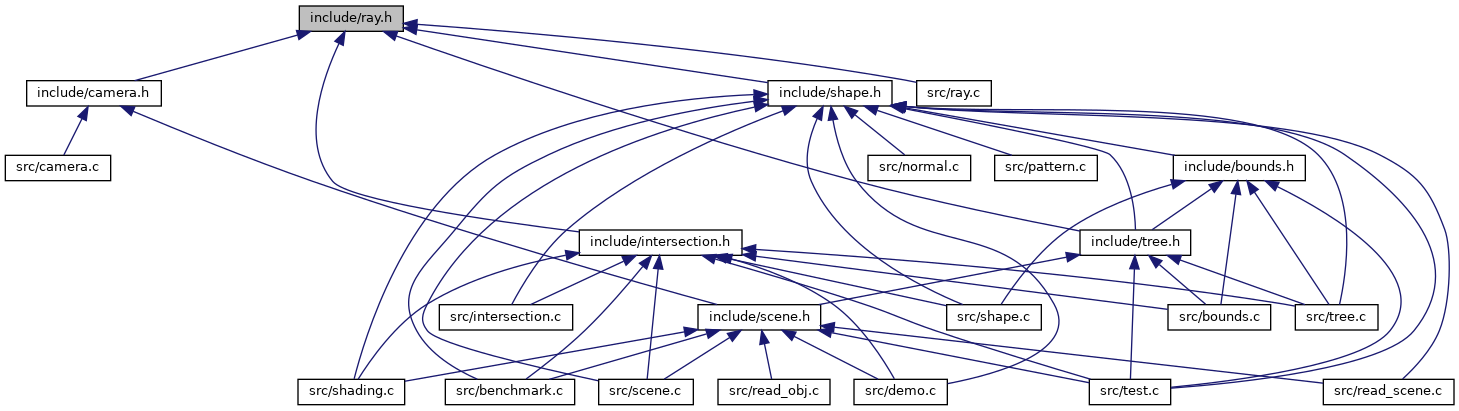 include/ray.h
include/camera.h
include/shape.h
src/ray.c
src/camera.c
src/normal.c
src/pattern.c
include/bounds.h
include/intersection.h
include/tree.h
src/intersection.c
include/scene.h
src/shape.c
src/bounds.c
src/tree.c
src/shading.c
src/benchmark.c
src/scene.c
src/read_obj.c
src/demo.c
src/test.c
src/read_scene.c